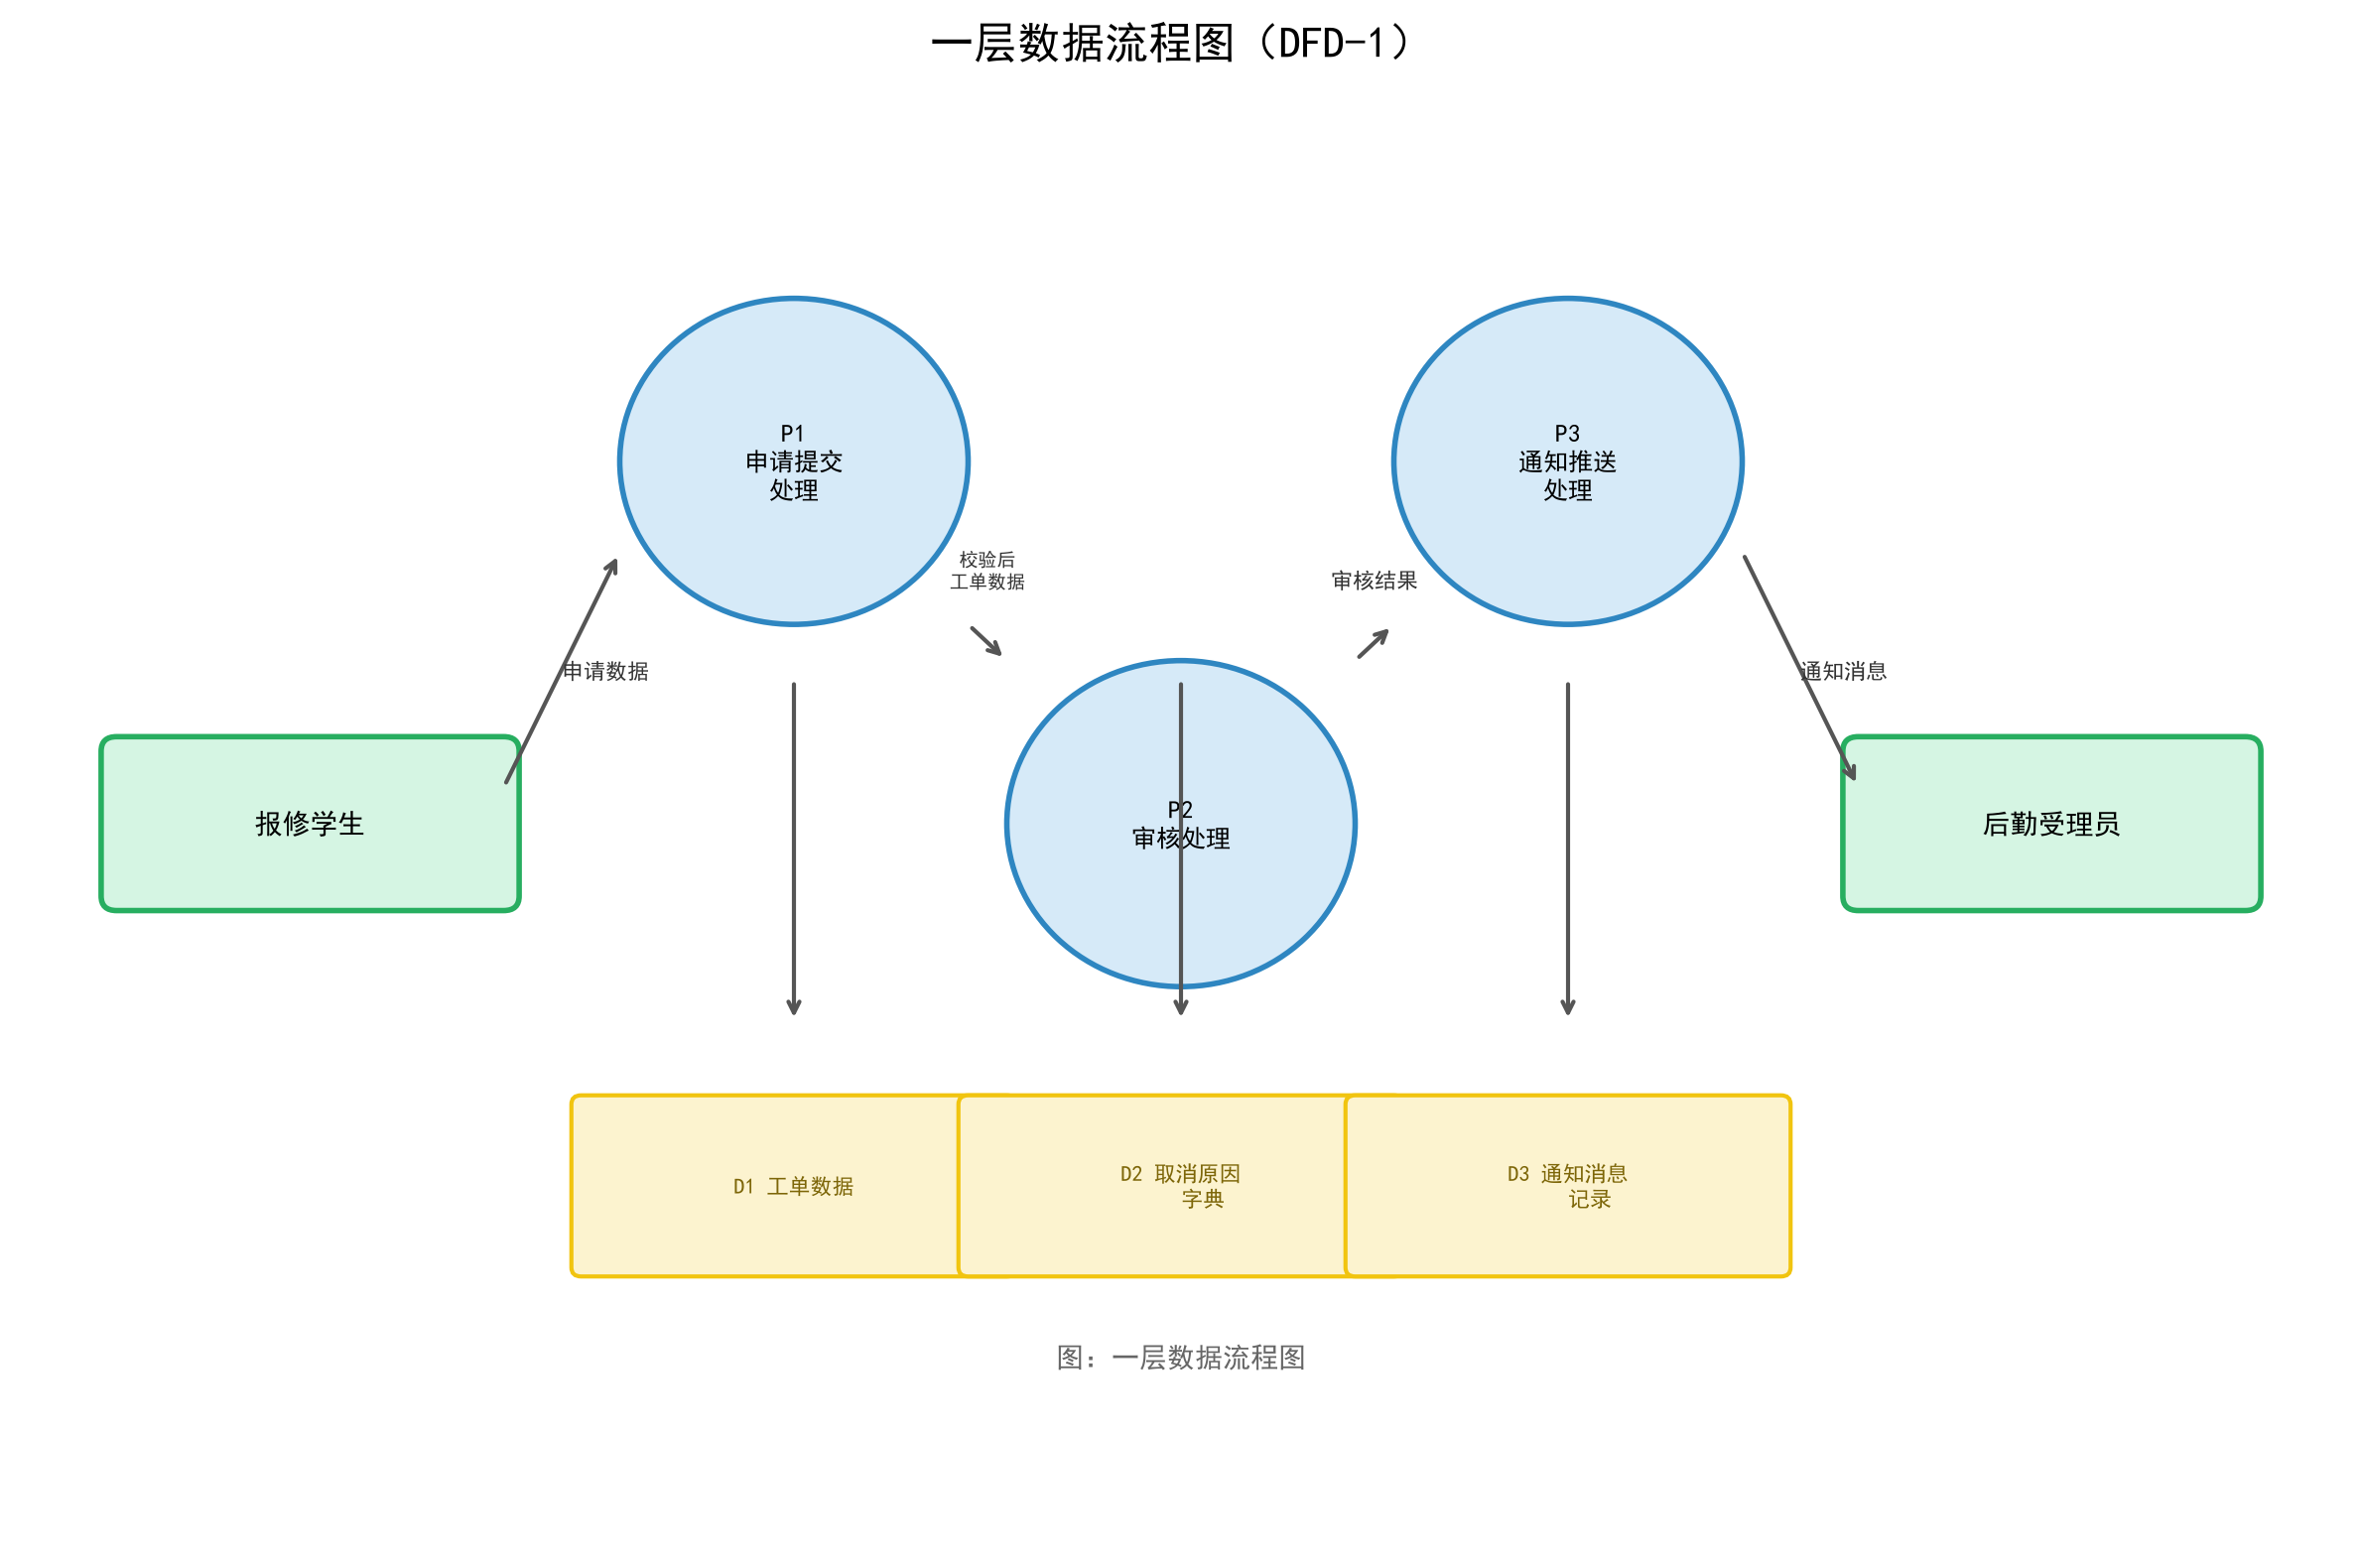 一层数据流程图（DFD-1）
P1
申请提交
处理
P3
通知推送
处理
校验后
工单数据
审核结果
申请数据
通知消息
报修学生
P2
审核处理
后勤受理员
D1 工单数据
D2 取消原因
字典
D3 通知消息
记录
图：一层数据流程图